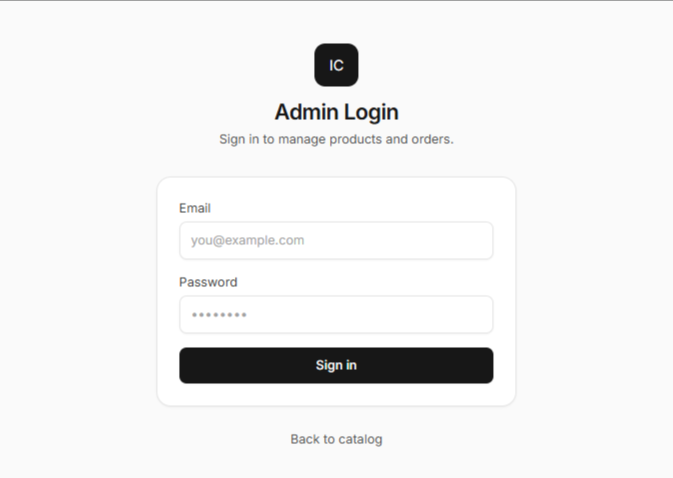 IC
Admin Login
Sign in to manage products and orders.
Email
you@example.com
Password
••••••••
Sign in
Back to catalog